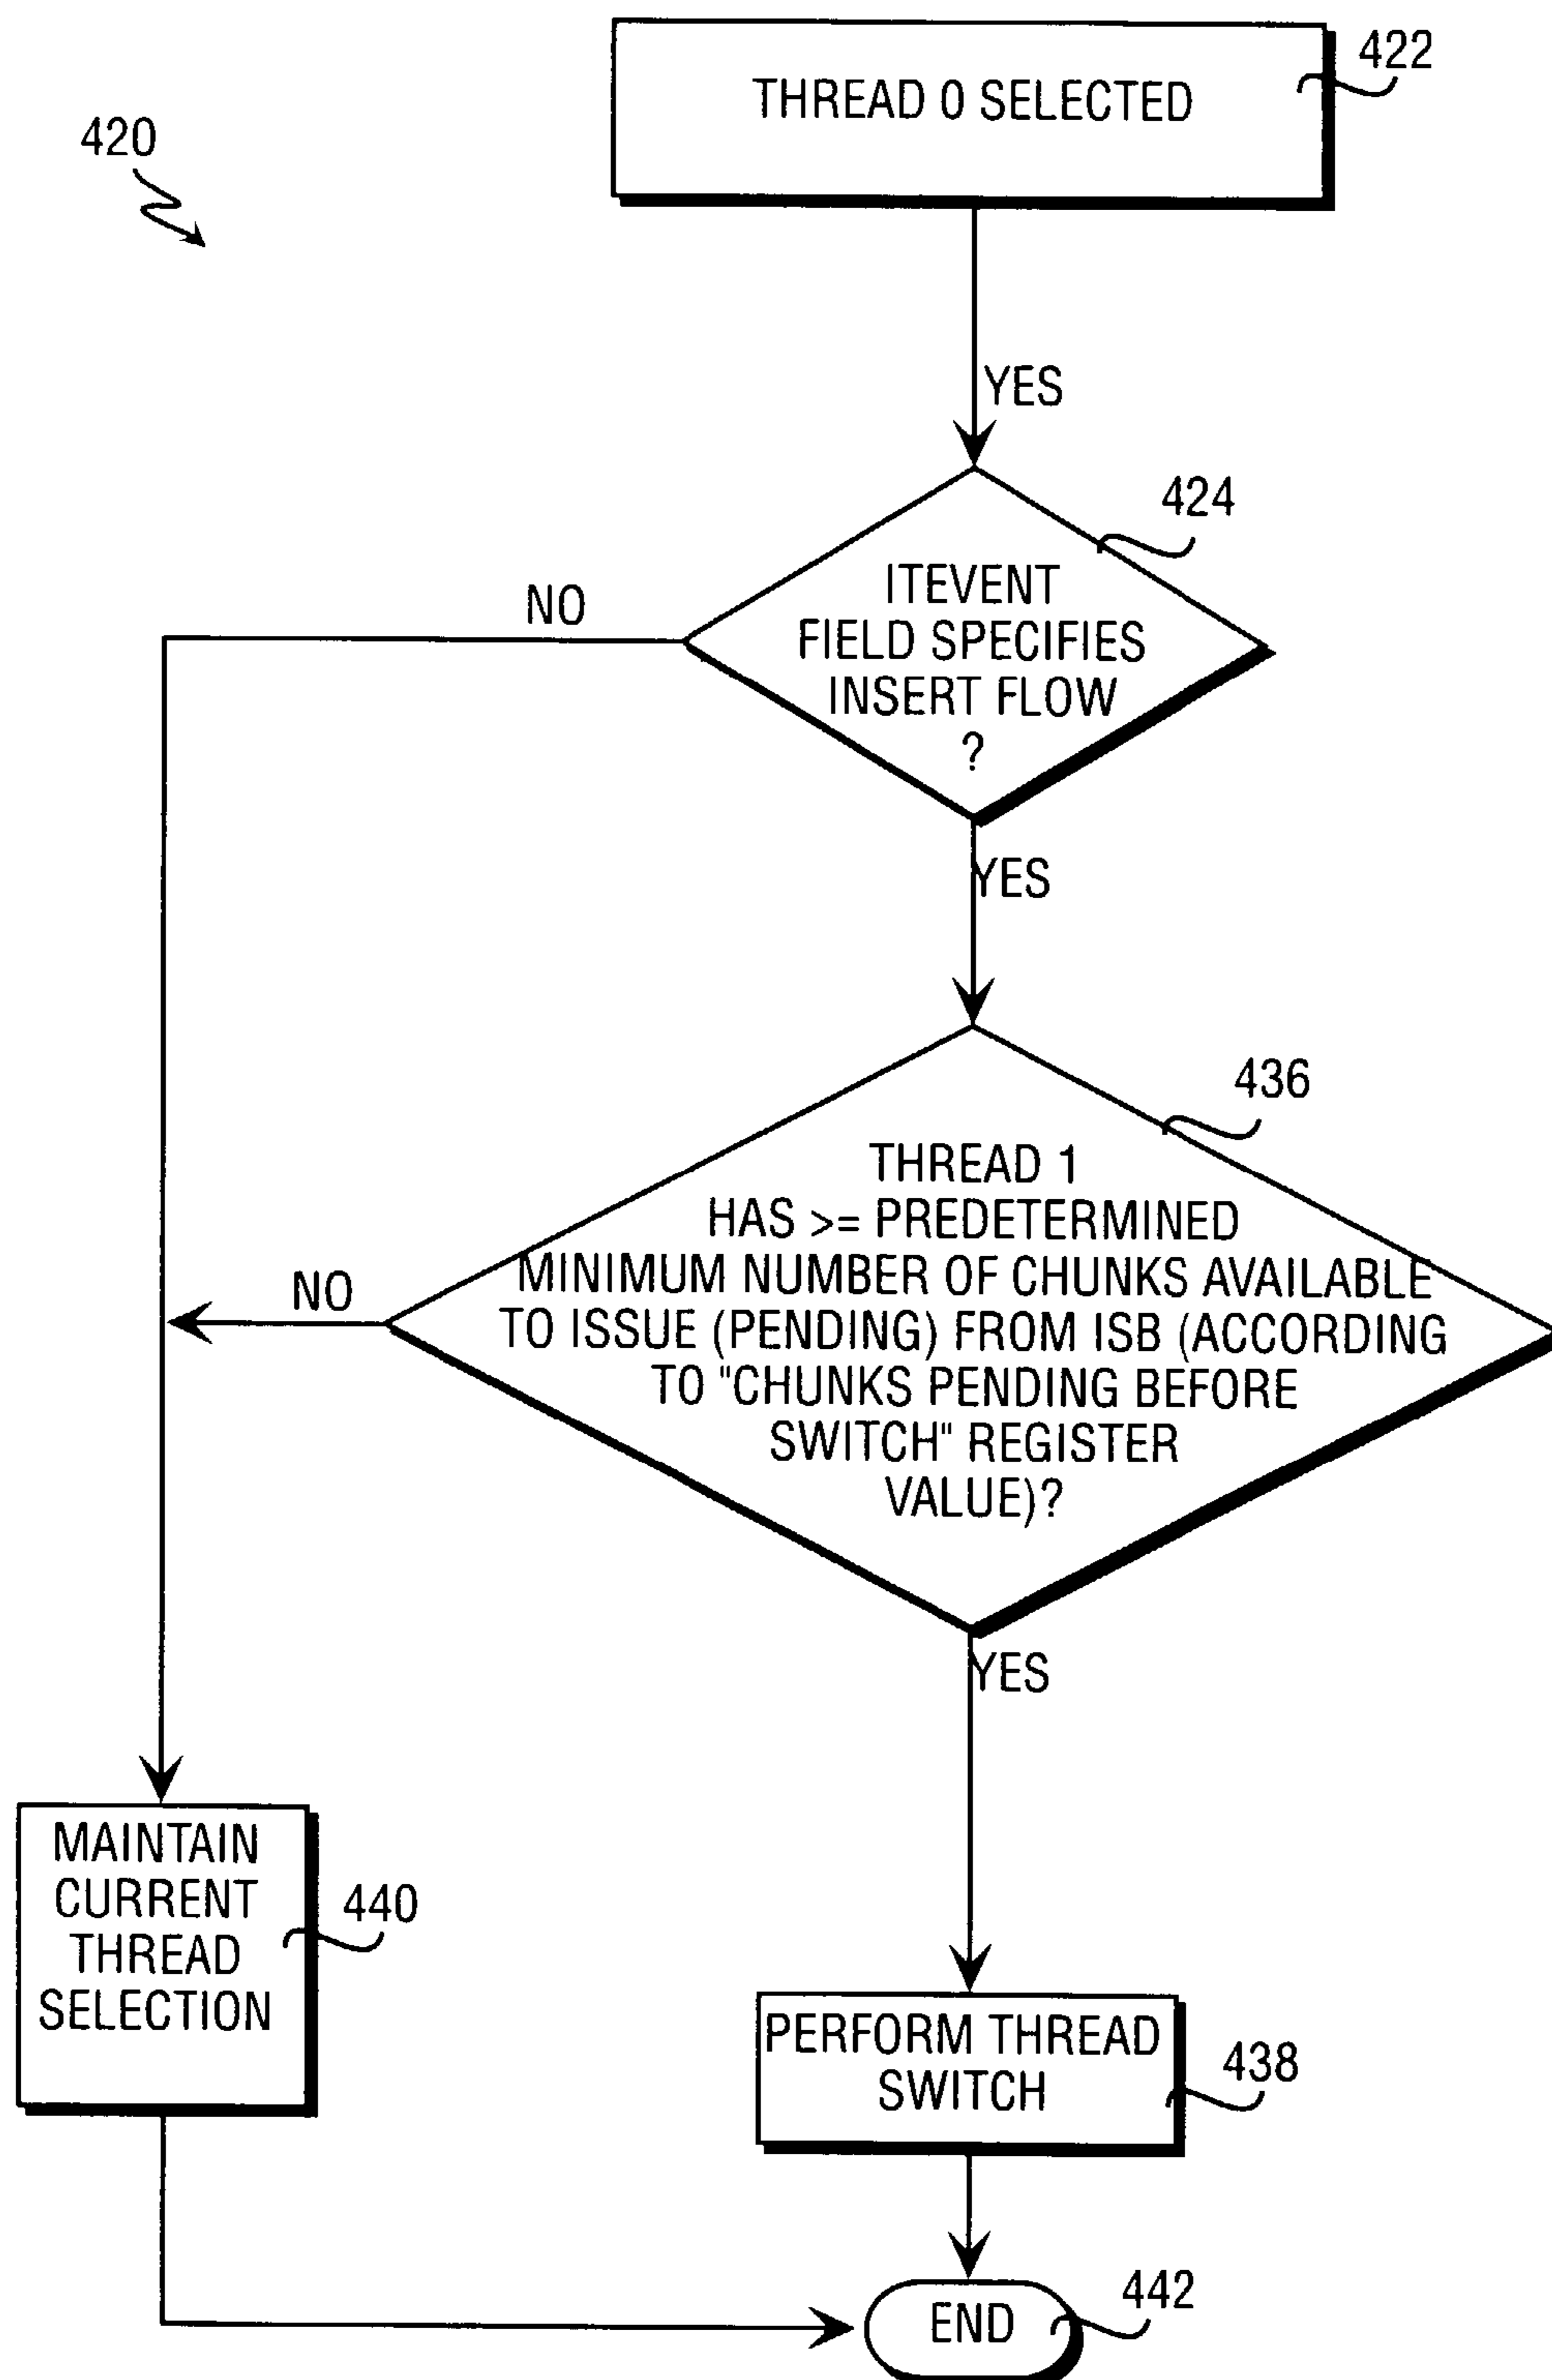 THREAD 0 SELECTED
422
420
YES
424
ITEVENT
FIELD SPECIFIES
INSERT FLOW
?
NO
YES
436
THREAD 1
HAS >= PREDETERMINED
MINIMUM NUMBER OF CHUNKS AVAILABLE
TO ISSUE (PENDING) FROM ISB (ACCORDING
TO "CHUNKS PENDING BEFORE
SWITCH" REGISTER
VALUE)?
NO
YES
MAINTAIN
CURRENT
THREAD
SELECTION
440
PERFORM THREAD
SWITCH
438
END
442